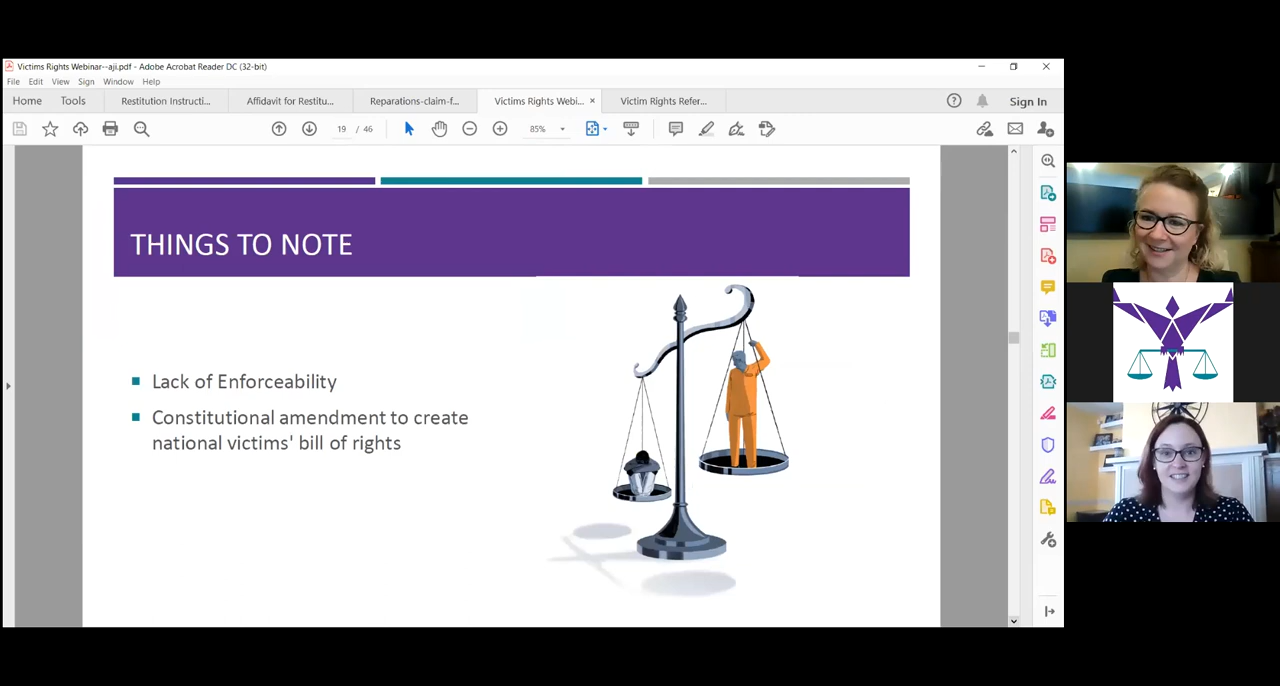 Victims Rights Webinar--aji.pdf - Adobe Acrobat Reader DC (32-bit)
File Edit View Sign Window Help
Home Tools Restitution Instructi... Affidavit for Restitu... Reparations-claim-f... Victims Rights Webi... × Victim Rights Refer... Sign In
19 / 46 85%
THINGS TO NOTE
Lack of Enforceability
Constitutional amendment to create
national victims' bill of rights